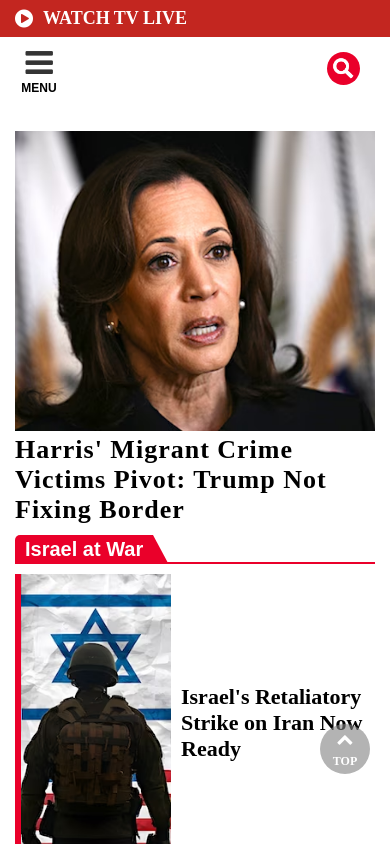 WATCH TV LIVE
MENU
Harris' Migrant Crime
Victims Pivot: Trump Not
Fixing Border
Israel at War
Israel's Retaliatory
Strike on Iran Now
Ready
TOP